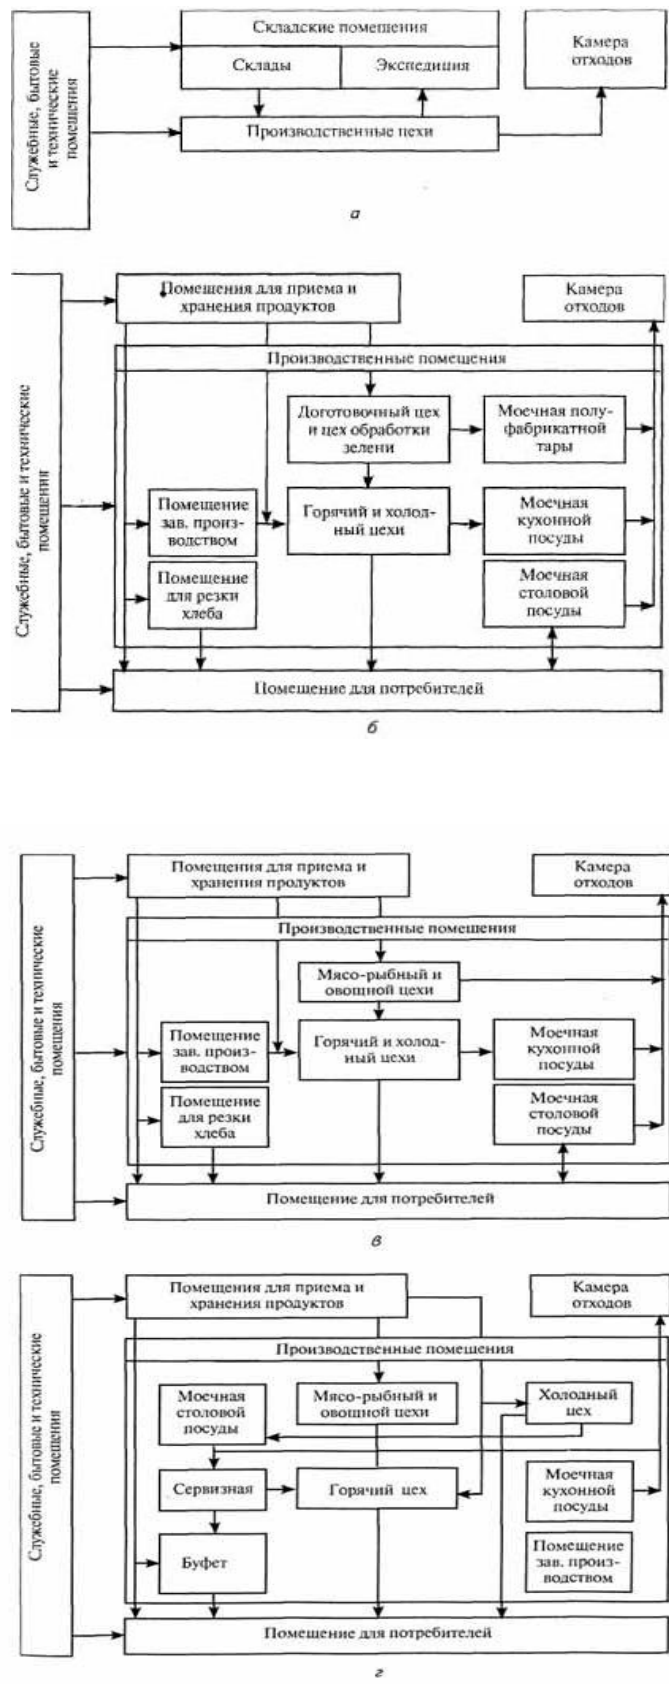 Служебные, бытовые
и технические
помещения
Складские помещения
Склады
Экспедиция
Камера
отходов
Производственные цехи
а
Служебные, бытовые и технические
помещения
Помещения для приема и
хранения продуктов
Камера
отходов
Производственные помещения
Доготовочный цех
и цех обработки
зелени
Моечная полу-
фабрикатной
тары
Помещение
зав. произ-
водством
Горячий и холод-
ный цехи
Моечная
кухонной
посуды
Помещение
для резки
хлеба
Моечная
столовой
посуды
Помещение для потребителей
б
Служебные, бытовые и технические
помещения
Помещения для приема и
хранения продуктов
Камера
отходов
Производственные помещения
Мясо-рыбный и
овощной цехи
Помещение
зав. произ-
водством
Горячий и холод-
ный цехи
Моечная
кухонной
посуды
Помещение
для резки
хлеба
Моечная
столовой
посуды
Помещение для потребителей
в
Служебные, бытовые и технические
помещения
Помещения для приема и
хранения продуктов
Камера
отходов
Производственные помещения
Моечная
столовой
посуды
Мясо-рыбный и
овощной цехи
Холодный
цех
Сервизная
Горячий цех
Моечная
кухонной
посуды
Буфет
Помещение
зав. произ-
водством
Помещение для потребителей
г